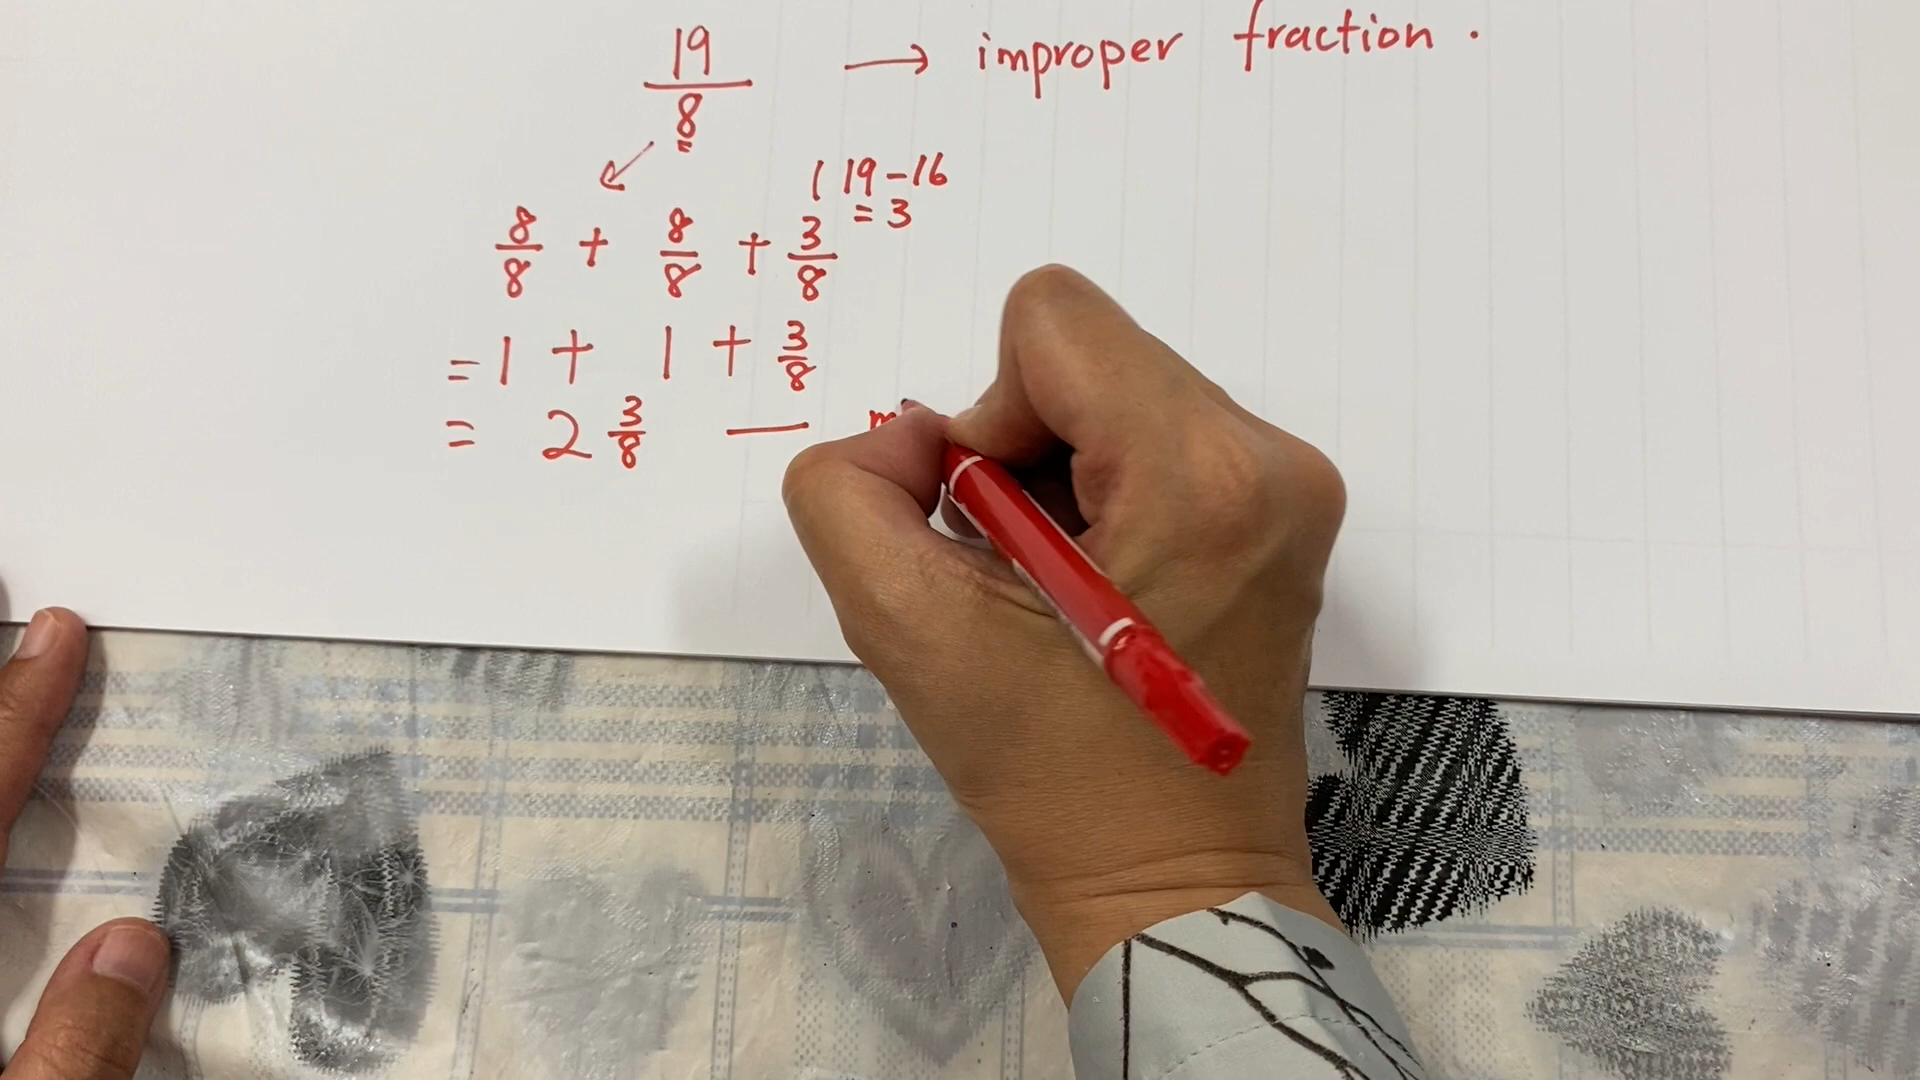 19/8 → improper fraction.
( 19-16
= 3
8/8 + 8/8 + 3/8
= 1 + 1 + 3/8
= 2 3/8 — m